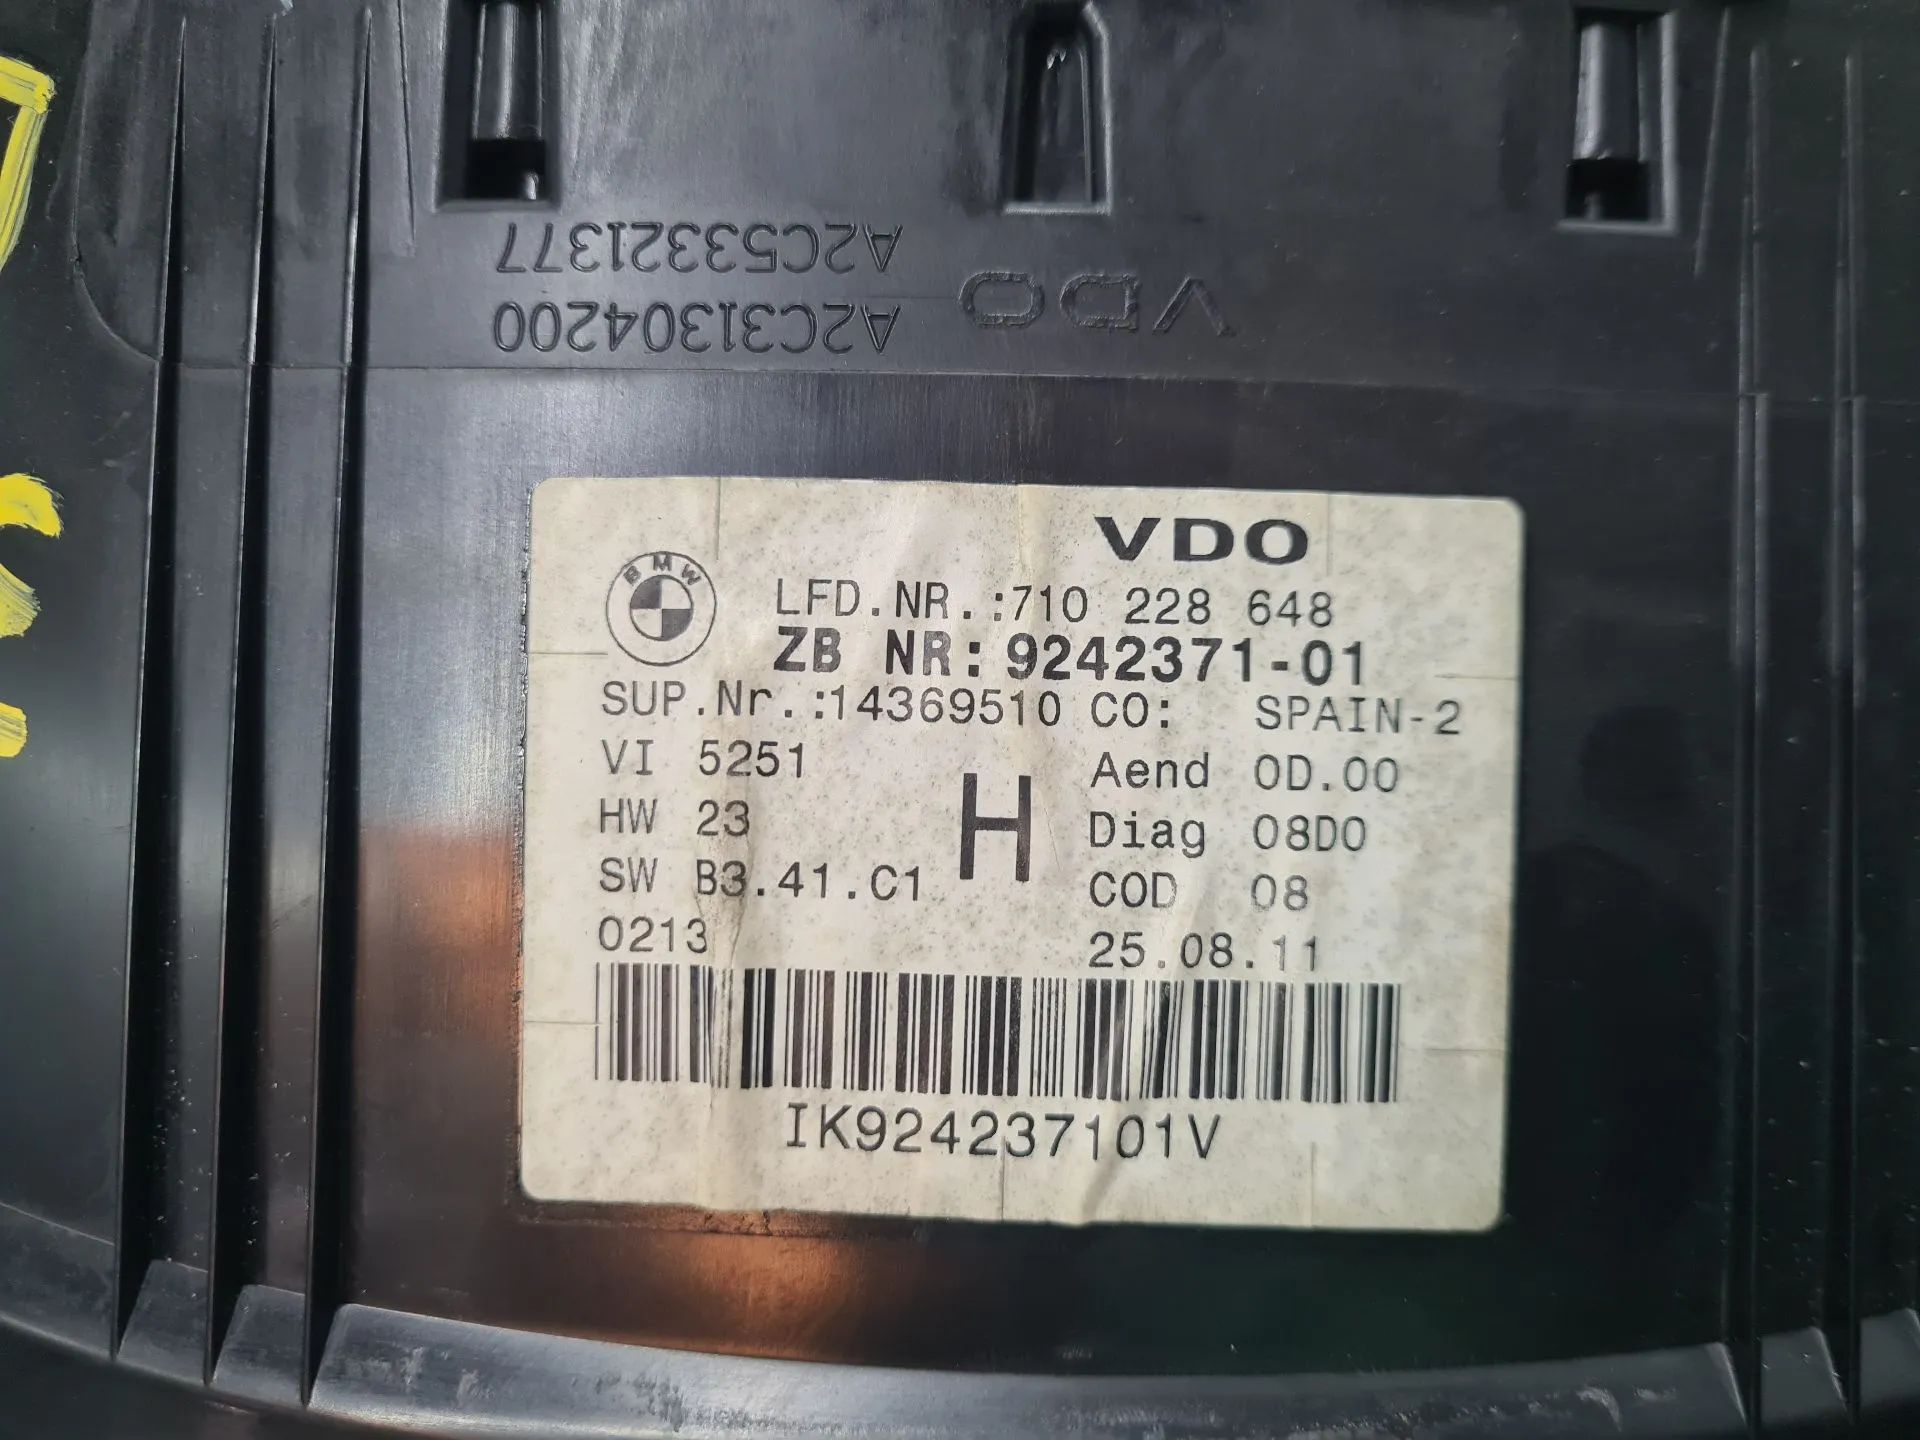 A2C53321377
A2C31304200
VDO
VDO
BMW
LFD.NR.:710 228 648
ZB NR:9242371-01
SUP.Nr.:14369510 CO: SPAIN-2
VI 5251
Aend 0D.00
HW 23
H
Diag 08D0
SW B3.41.C1
COD 08
0213
25.08.11
IK924237101V